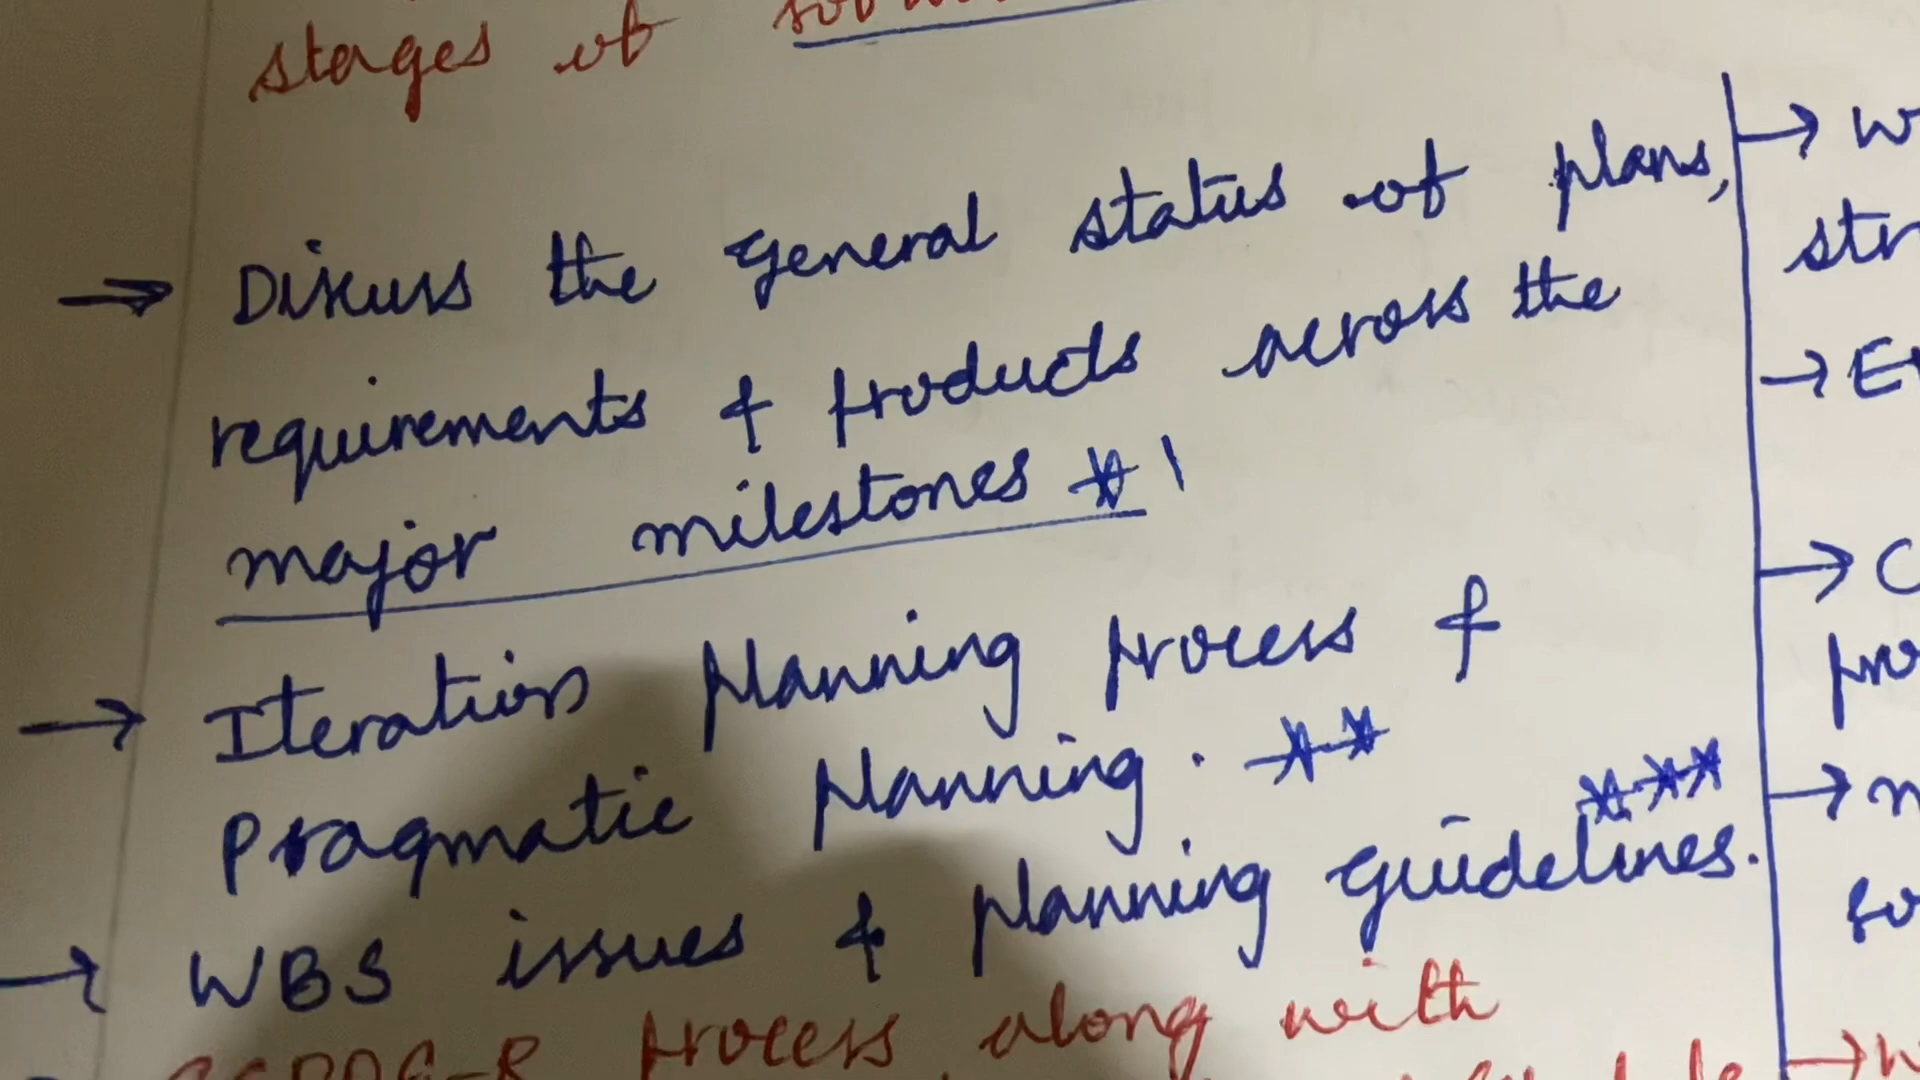 stages of
⇒ Discuss the general status of plans,
requirements & products across the
major milestones *1
→ Iteration planning process &
Pragmatic planning. **
→ WBS issues & planning guidelines. ***
process along with
→
→
→
→
→